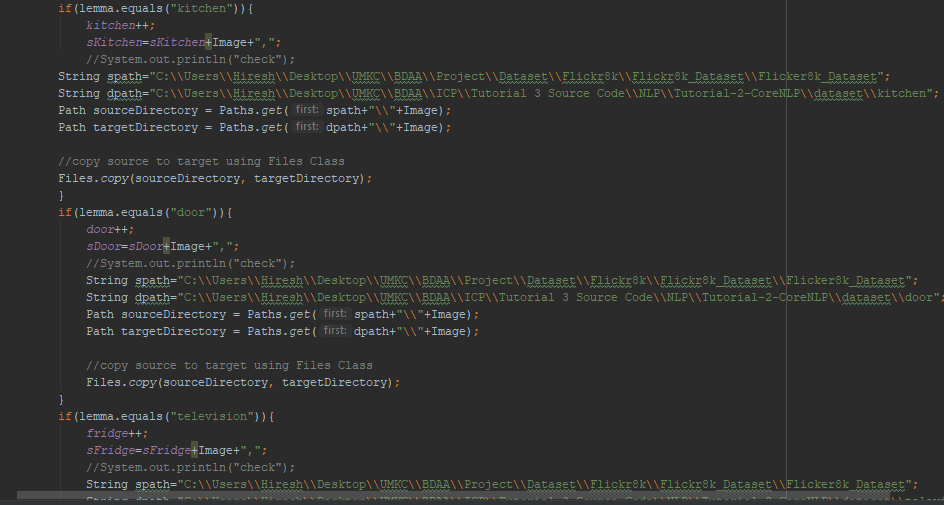 if(lemma.equals("kitchen")){
kitchen++;
sKitchen=sKitchen+Image+",";
//System.out.println("check");
String spath="C:\\Users\\Hiresh\\Desktop\\UMKC\\BDAA\\Project\\Dataset\\Flickr8k\\Flickr8k_Dataset\\Flicker8k_Dataset";
String dpath="C:\\Users\\Hiresh\\Desktop\\UMKC\\BDAA\\ICP\\Tutorial 3 Source Code\\NLP\\Tutorial-2-CoreNLP\\dataset\\kitchen";
Path sourceDirectory = Paths.get( first: spath+"\\"+Image);
Path targetDirectory = Paths.get( first: dpath+"\\"+Image);
//copy source to target using Files Class
Files.copy(sourceDirectory, targetDirectory);
}
if(lemma.equals("door")){
door++;
sDoor=sDoor+Image+",";
//System.out.println("check");
String spath="C:\\Users\\Hiresh\\Desktop\\UMKC\\BDAA\\Project\\Dataset\\Flickr8k\\Flickr8k_Dataset\\Flicker8k_Dataset";
String dpath="C:\\Users\\Hiresh\\Desktop\\UMKC\\BDAA\\ICP\\Tutorial 3 Source Code\\NLP\\Tutorial-2-CoreNLP\\dataset\\door";
Path sourceDirectory = Paths.get( first: spath+"\\"+Image);
Path targetDirectory = Paths.get( first: dpath+"\\"+Image);
//copy source to target using Files Class
Files.copy(sourceDirectory, targetDirectory);
}
if(lemma.equals("television")){
fridge++;
sFridge=sFridge+Image+",";
//System.out.println("check");
String spath="C:\\Users\\Hiresh\\Desktop\\UMKC\\BDAA\\Project\\Dataset\\Flickr8k\\Flickr8k_Dataset\\Flicker8k_Dataset";